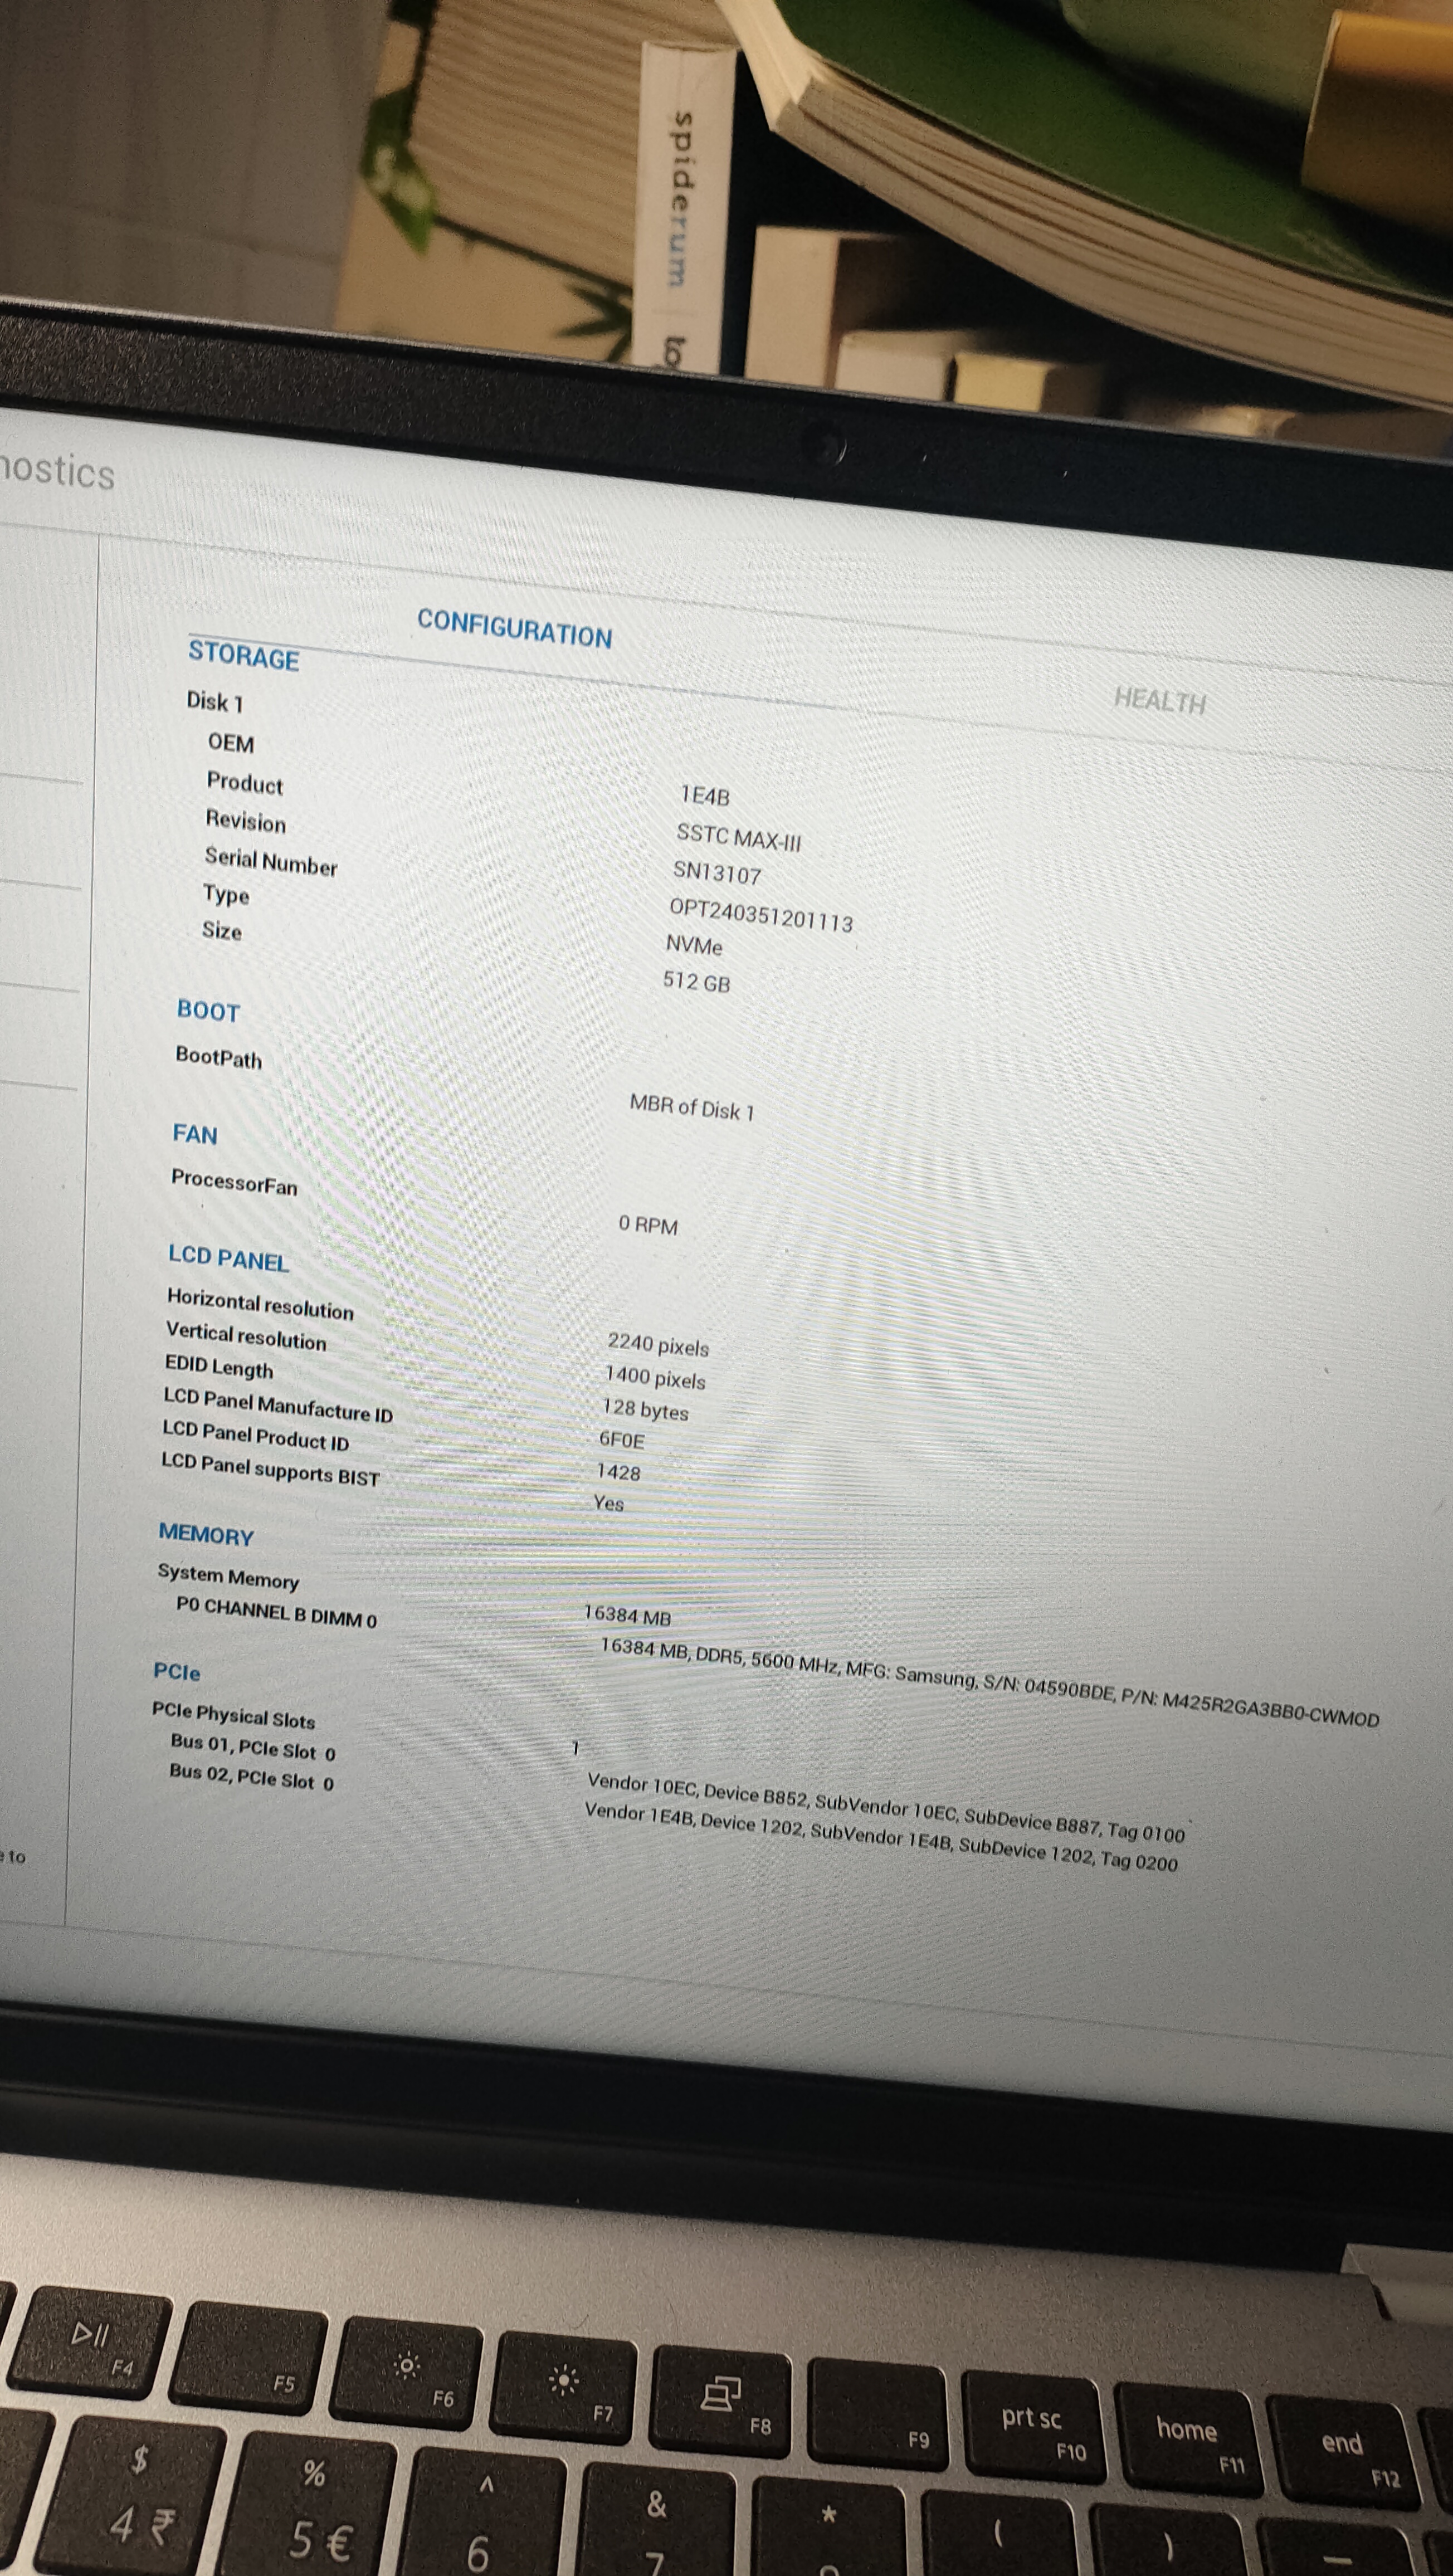 spiderum
nostics
CONFIGURATION
HEALTH
STORAGE
Disk 1
OEM 1E4B
Product SSTC MAX-III
Revision SN13107
Serial Number OPT240351201113
Type NVMe
Size 512 GB
BOOT
BootPath MBR of Disk 1
FAN
ProcessorFan 0 RPM
LCD PANEL
Horizontal resolution 2240 pixels
Vertical resolution 1400 pixels
EDID Length 128 bytes
LCD Panel Manufacture ID 6F0E
LCD Panel Product ID 1428
LCD Panel supports BIST Yes
MEMORY
System Memory 16384 MB
P0 CHANNEL B DIMM 0 16384 MB, DDR5, 5600 MHz, MFG: Samsung, S/N: 04590BDE, P/N: M425R2GA3BB0-CWMOD
PCIe
PCIe Physical Slots 1
Bus 01, PCIe Slot 0 Vendor 10EC, Device B852, SubVendor 10EC, SubDevice B887, Tag 0100
Bus 02, PCIe Slot 0 Vendor 1E4B, Device 1202, SubVendor 1E4B, SubDevice 1202, Tag 0200
e to
F4 F5 F6 F7 F8 F9 prt sc F10 home F11 end F12
$ % ^ & * ( ) _
4 ₹ 5 € 6 7